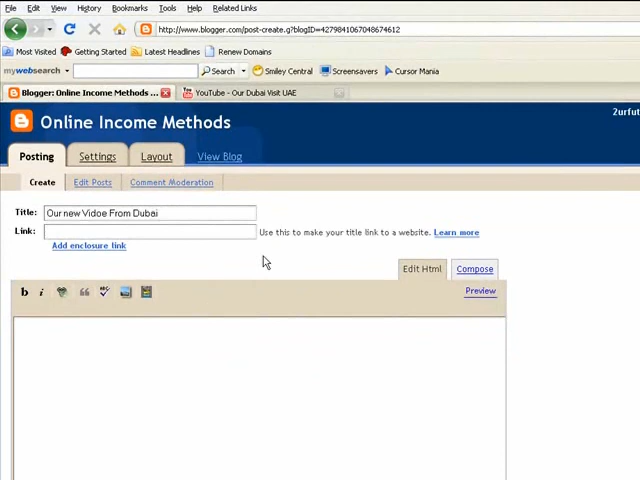 File Edit View History Bookmarks Tools Help Related Links
http://www.blogger.com/post-create.g?blogID=4279841067048674612
Most Visited Getting Started Latest Headlines Renew Domains
mywebsearch Search Smiley Central Screensavers Cursor Mania
Blogger: Online Income Methods ... YouTube - Our Dubai Visit UAE
2urfut
Online Income Methods
Posting Settings Layout View Blog
Create Edit Posts Comment Moderation
Title: Our new Vidoe From Dubai
Link: Use this to make your title link to a website. Learn more
Add enclosure link
Edit Html Compose
b i ABC Preview